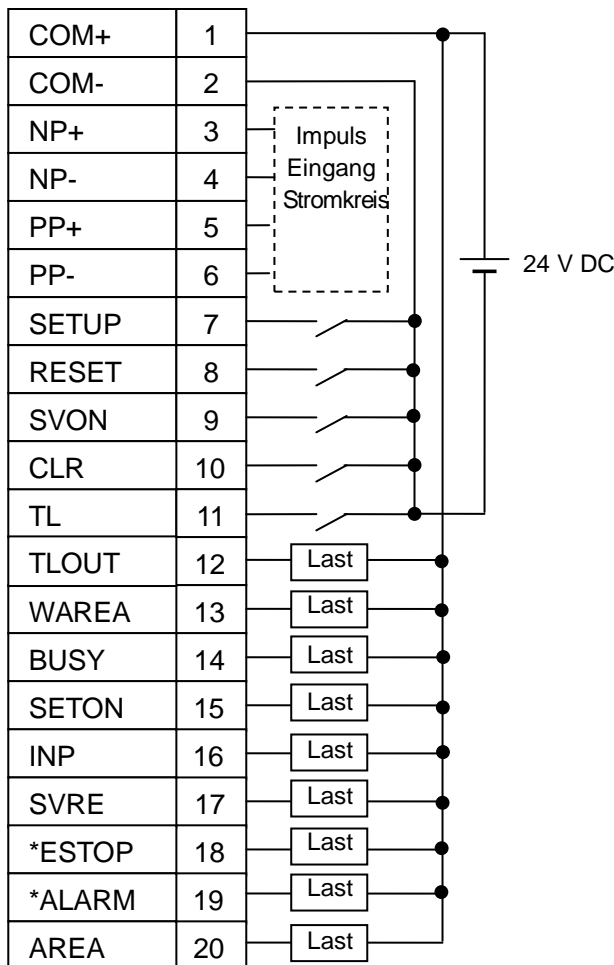 COM+ 1
COM- 2
NP+ 3
NP- 4
PP+ 5
PP- 6
Impuls
Eingang
Stromkreis
24 V DC
SETUP 7
RESET 8
SVON 9
CLR 10
TL 11
TLOUT 12 Last
WAREA 13 Last
BUSY 14 Last
SETON 15 Last
INP 16 Last
SVRE 17 Last
*ESTOP 18 Last
*ALARM 19 Last
AREA 20 Last